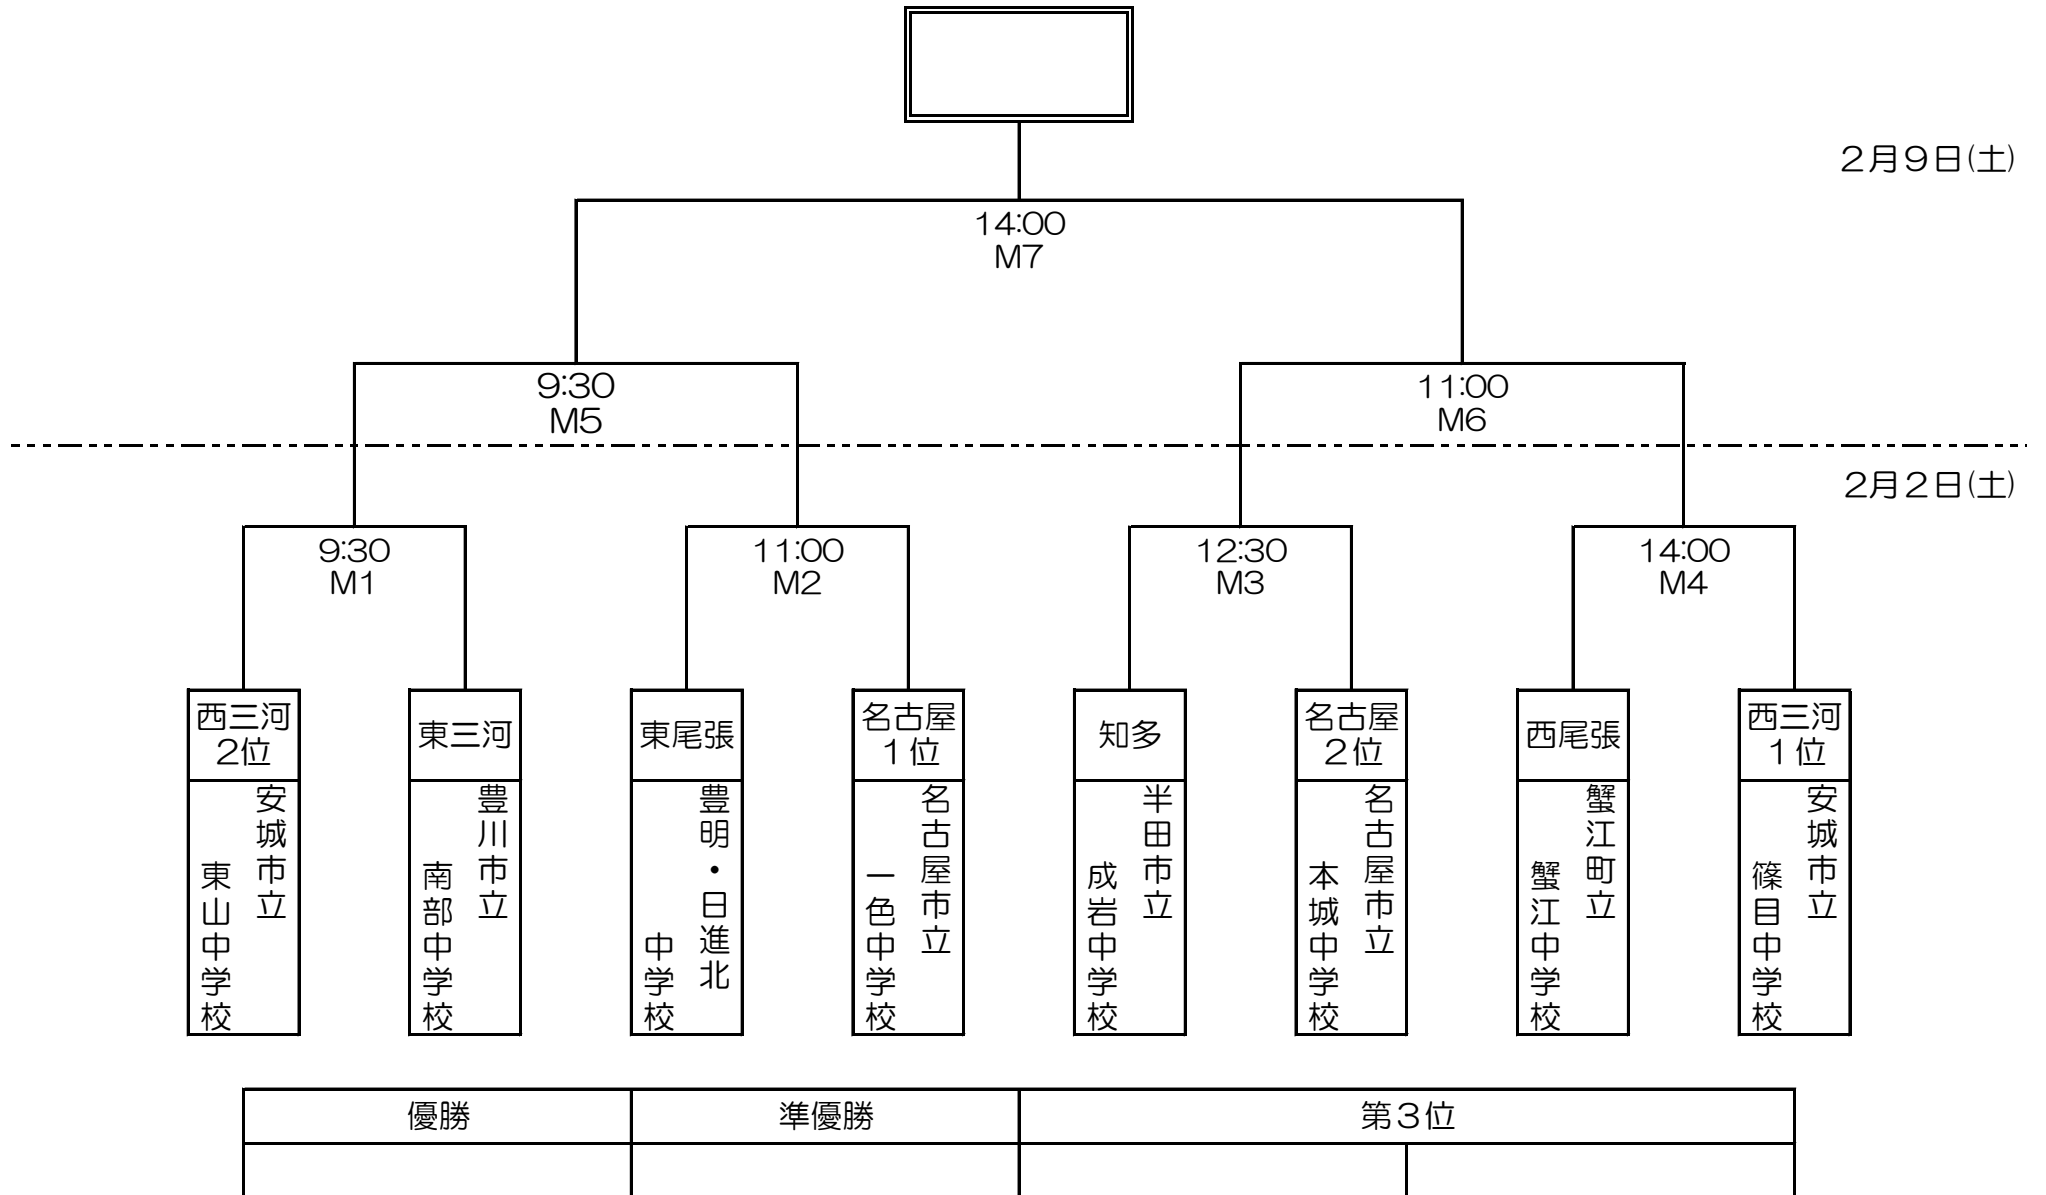 ２月９日(土)
14:00
M7
9:30
M5
11:00
M6
２月２日(土)
9:30
M1
11:00
M2
12:30
M3
14:00
M4
西三河
２位
東三河
東尾張
名古屋
１位
知多
名古屋
２位
西尾張
西三河
１位
安城市立
東山中学校
豊川市立
南部中学校
豊明・日進北
中学校
名古屋市立
一色中学校
半田市立
成岩中学校
名古屋市立
本城中学校
蟹江町立
蟹江中学校
安城市立
篠目中学校
優勝
準優勝
第３位